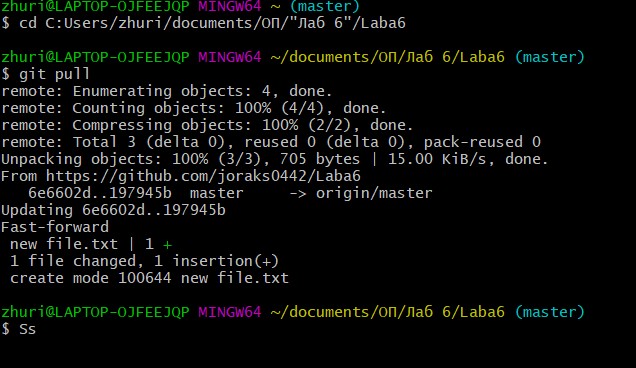 zhuri@LAPTOP-OJFEEJQP MINGW64 ~ (master)
$ cd C:Users/zhuri/documents/ОП/"Лаб 6"/Laba6
zhuri@LAPTOP-OJFEEJQP MINGW64 ~/documents/ОП/Лаб 6/Laba6 (master)
$ git pull
remote: Enumerating objects: 4, done.
remote: Counting objects: 100% (4/4), done.
remote: Compressing objects: 100% (2/2), done.
remote: Total 3 (delta 0), reused 0 (delta 0), pack-reused 0
Unpacking objects: 100% (3/3), 705 bytes | 15.00 KiB/s, done.
From https://github.com/joraks0442/Laba6
   6e6602d..197945b  master     -> origin/master
Updating 6e6602d..197945b
Fast-forward
 new file.txt | 1 +
 1 file changed, 1 insertion(+)
 create mode 100644 new file.txt
zhuri@LAPTOP-OJFEEJQP MINGW64 ~/documents/ОП/Лаб 6/Laba6 (master)
$ Ss